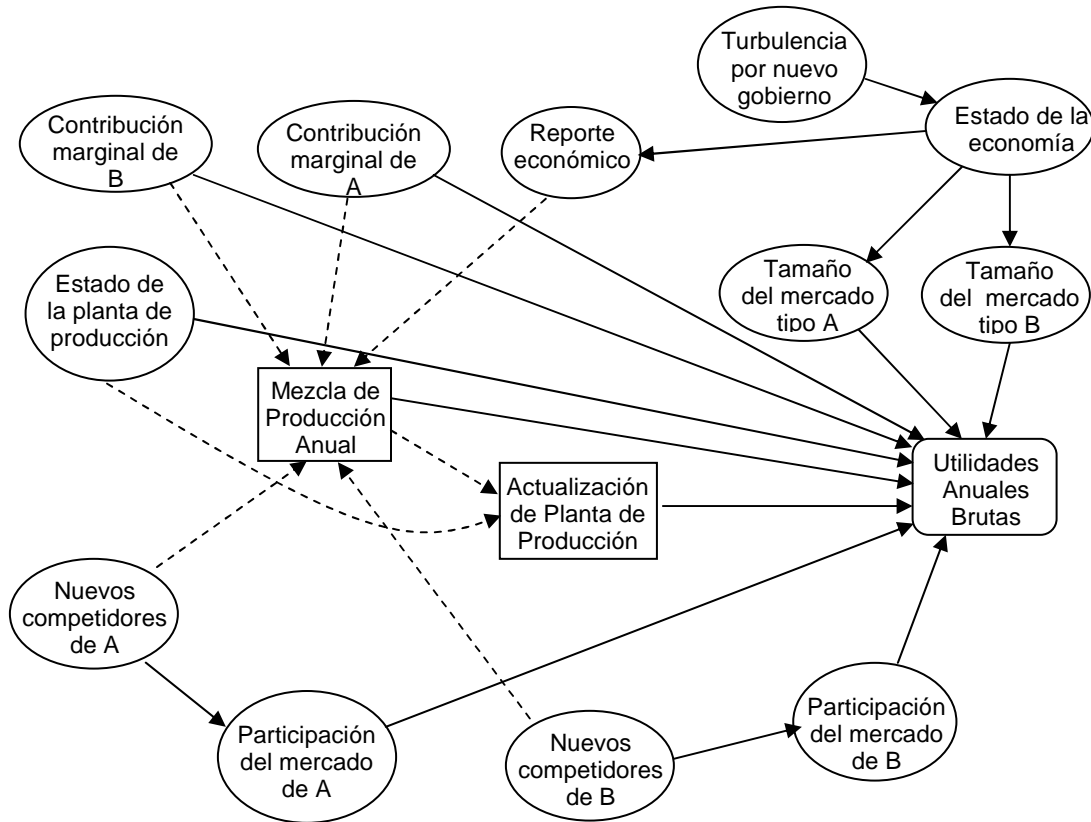 Turbulencia
por nuevo
gobierno
Contribución
marginal de
B
Contribución
marginal de
A
Reporte
económico
Estado de la
economía
Estado de
la planta de
producción
Tamaño
del mercado
tipo A
Tamaño
del mercado
tipo B
Mezcla de
Producción
Anual
Actualización
de Planta de
Producción
Utilidades
Anuales
Brutas
Nuevos
competidores
de A
Participación
del mercado
de A
Nuevos
competidores
de B
Participación
del mercado
de B